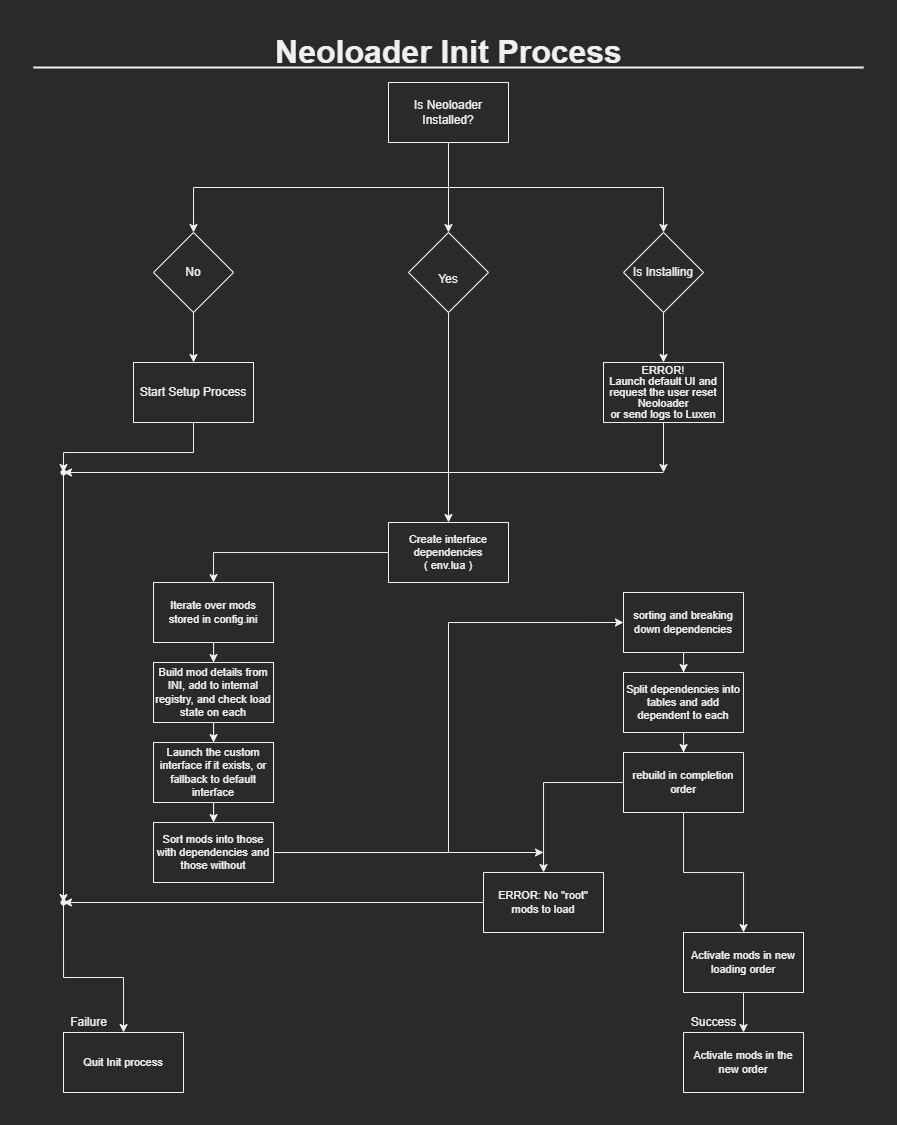 Neoloader Init Process
Is Neoloader
Installed?
No
Yes
Is Installing
Start Setup Process
ERROR!
Launch default UI and
request the user reset
Neoloader
or send logs to Luxen
Create interface
dependencies
( env.lua )
Iterate over mods
stored in config.ini
Build mod details from
INI, add to internal
registry, and check load
state on each
Launch the custom
interface if it exists, or
fallback to default
interface
Sort mods into those
with dependencies and
those without
sorting and breaking
down dependencies
Split dependencies into
tables and add
dependent to each
rebuild in completion
order
ERROR: No "root"
mods to load
Activate mods in new
loading order
Failure
Quit Init process
Success
Activate mods in the
new order